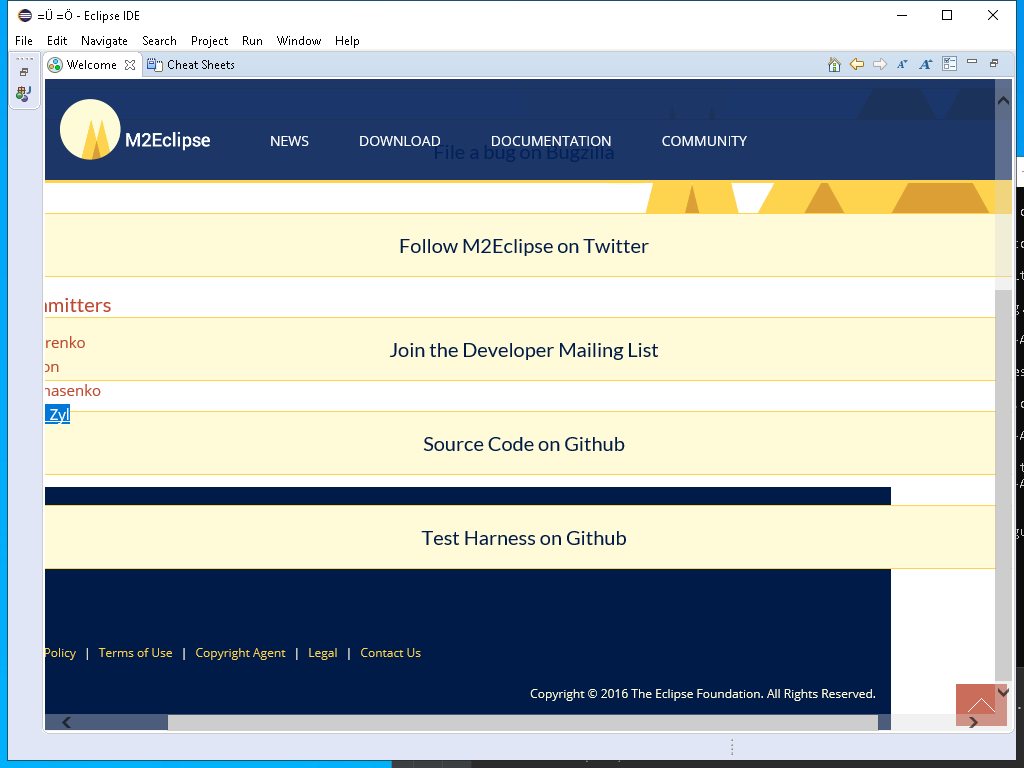 =Ü =Ö - Eclipse IDE
File Edit Navigate Search Project Run Window Help
Welcome Cheat Sheets
M2Eclipse NEWS DOWNLOAD DOCUMENTATION COMMUNITY
File a bug on Bugzilla
Follow M2Eclipse on Twitter
mmitters
renko
Join the Developer Mailing List
on
nasenko
Zyl
Source Code on Github
Test Harness on Github
Policy | Terms of Use | Copyright Agent | Legal | Contact Us
Copyright © 2016 The Eclipse Foundation. All Rights Reserved.